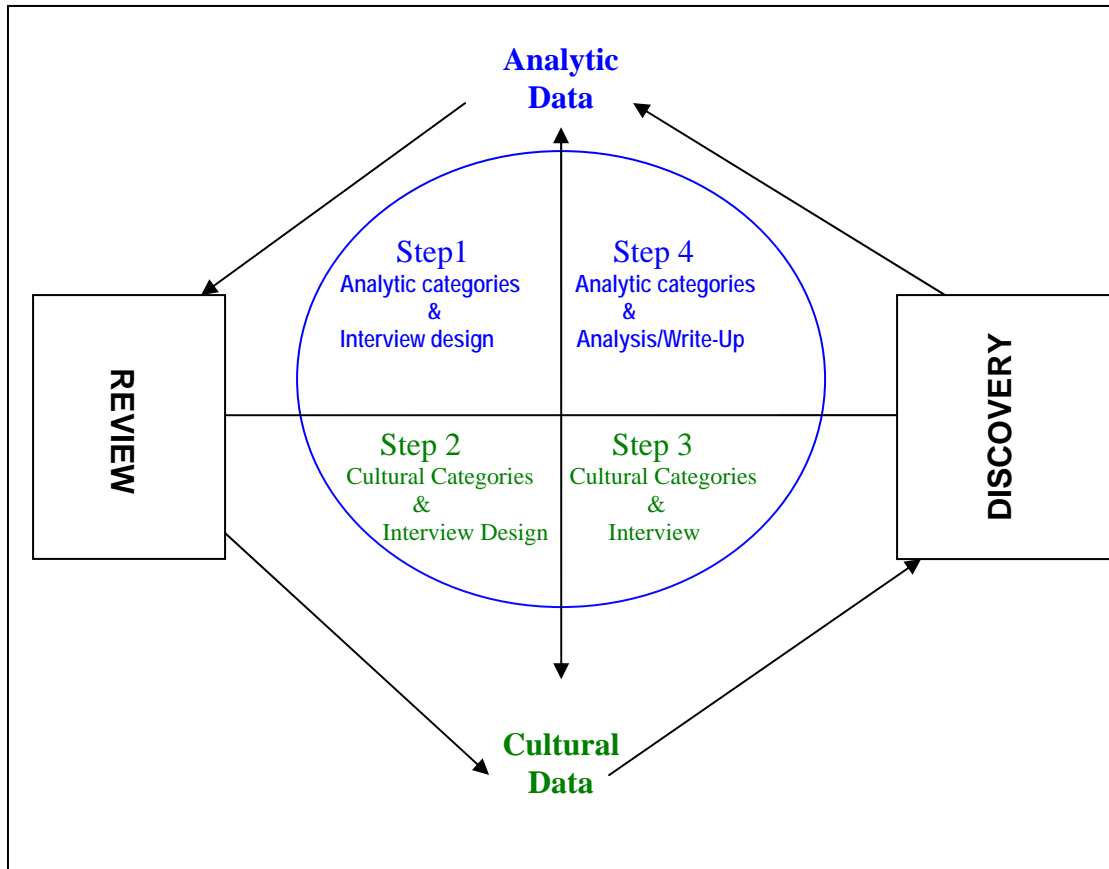 Analytic
Data
Step1
Analytic categories
&
Interview design
Step 4
Analytic categories
&
Analysis/Write-Up
REVIEW
DISCOVERY
Step 2
Cultural Categories
&
Interview Design
Step 3
Cultural Categories
&
Interview
Cultural
Data